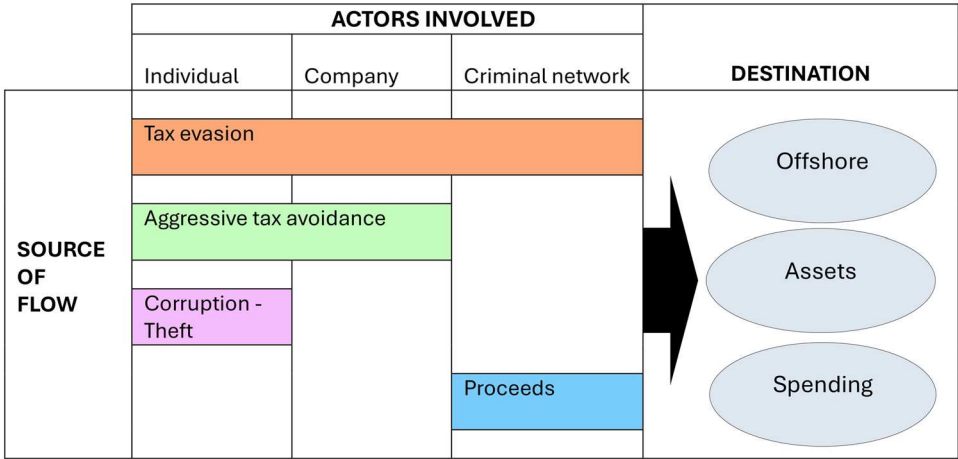 ACTORS INVOLVED
Individual
Company
Criminal network
DESTINATION
SOURCE
OF
FLOW
Tax evasion
Aggressive tax avoidance
Corruption -
Theft
Proceeds
Offshore
Assets
Spending